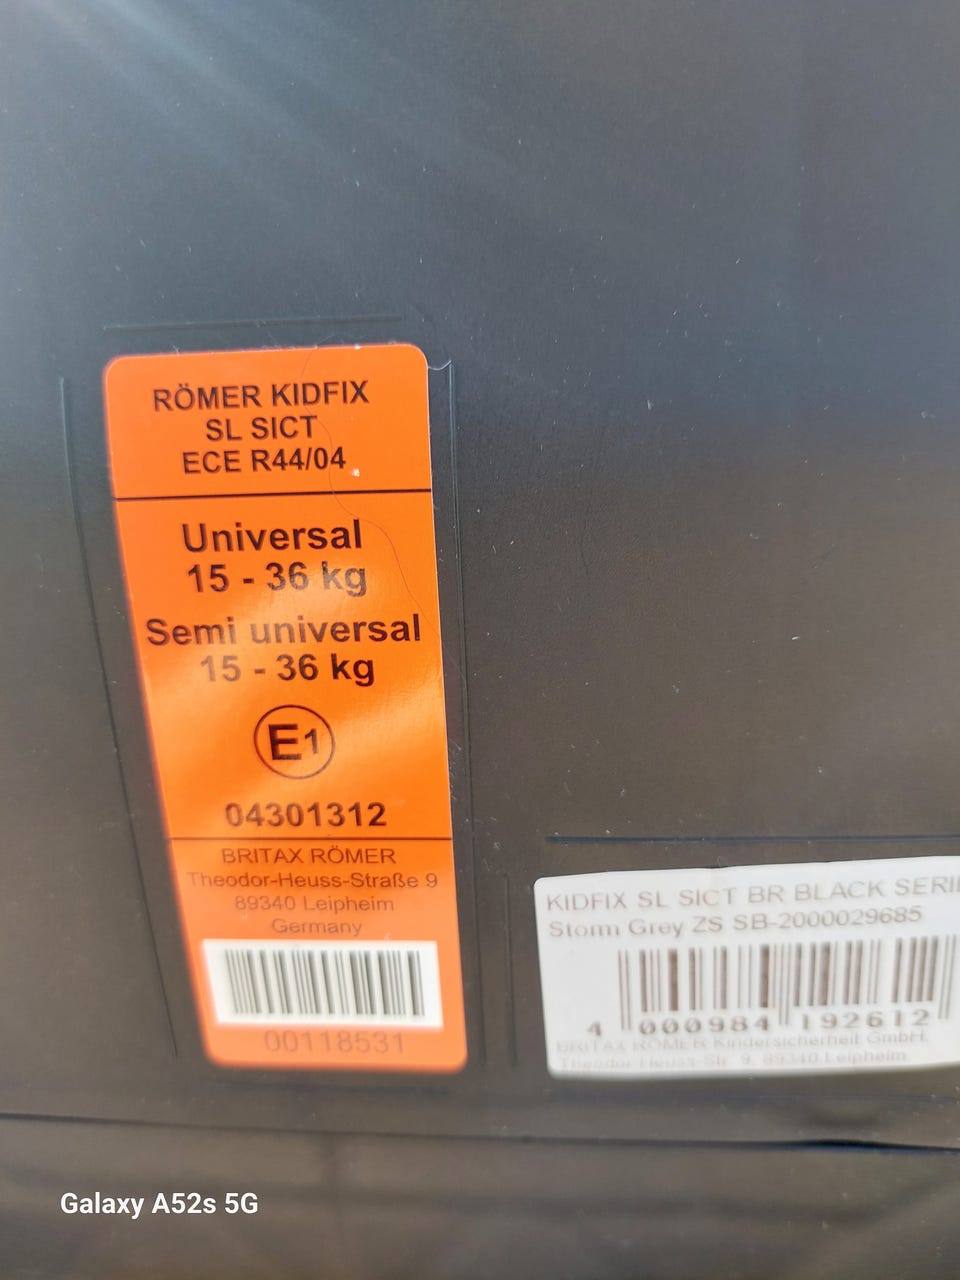 RÖMER KIDFIX
SL SICT
ECE R44/04
Universal
15 - 36 kg
Semi universal
15 - 36 kg
E1
04301312
BRITAX RÖMER
Theodor-Heuss-Straße 9
89340 Leipheim
Germany
00118531
KIDFIX SL SICT BR BLACK SERIE
Storm Grey ZS SB-2000029685
4 000984 192612
BRITAX RÖMER Kindersicherheit GmbH,
Theodor-Heuss-Str. 9, 89340 Leipheim
Galaxy A52s 5G